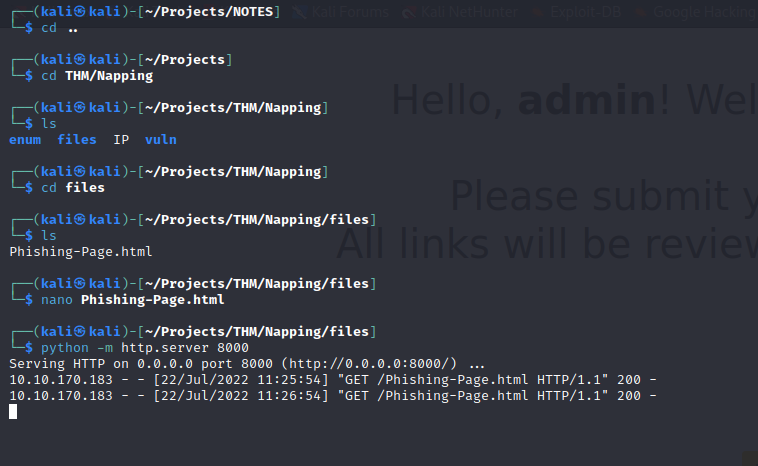 Kali Forums Kali NetHunter Exploit-DB Google Hacking
┌──(kali㉿kali)-[~/Projects/NOTES]
└─$ cd ..
┌──(kali㉿kali)-[~/Projects]
└─$ cd THM/Napping
Hello, admin! Wel
┌──(kali㉿kali)-[~/Projects/THM/Napping]
└─$ ls
enum files IP vuln
┌──(kali㉿kali)-[~/Projects/THM/Napping]
└─$ cd files
Please submit y
┌──(kali㉿kali)-[~/Projects/THM/Napping/files]
└─$ ls
All links will be review
Phishing-Page.html
┌──(kali㉿kali)-[~/Projects/THM/Napping/files]
└─$ nano Phishing-Page.html
┌──(kali㉿kali)-[~/Projects/THM/Napping/files]
└─$ python -m http.server 8000
Serving HTTP on 0.0.0.0 port 8000 (http://0.0.0.0:8000/) ...
10.10.170.183 - - [22/Jul/2022 11:25:54] "GET /Phishing-Page.html HTTP/1.1" 200 -
10.10.170.183 - - [22/Jul/2022 11:26:54] "GET /Phishing-Page.html HTTP/1.1" 200 -